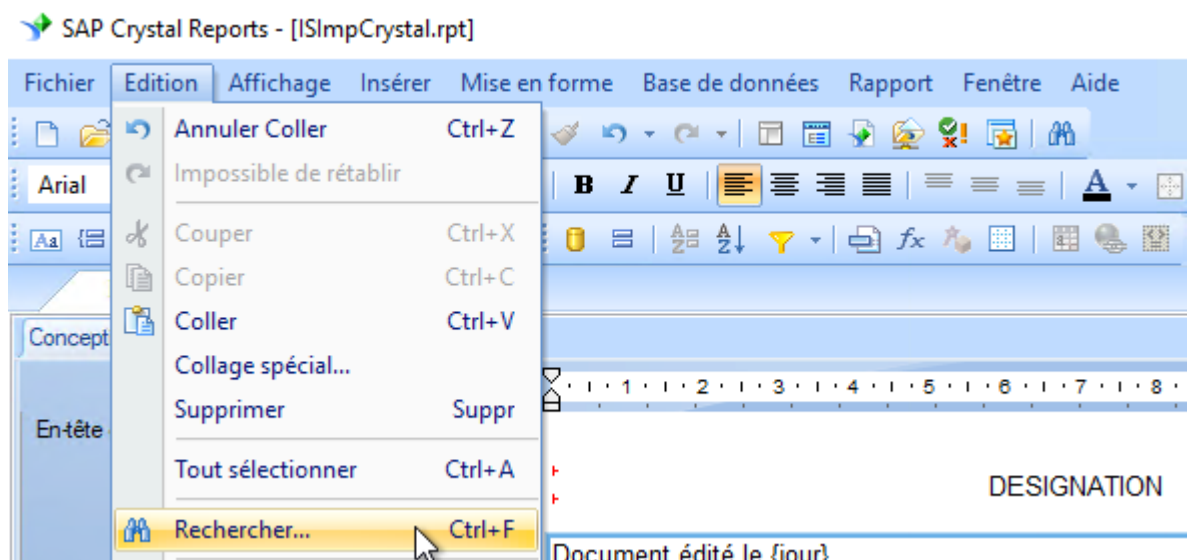 SAP Crystal Reports - [ISImpCrystal.rpt]
Fichier Edition Affichage Insérer Mise en forme Base de données Rapport Fenêtre Aide
Annuler Coller Ctrl+Z
Arial
Impossible de rétablir
B I U A
Couper Ctrl+X
Copier Ctrl+C
Coller Ctrl+V
Concept
Collage spécial...
1 2 3 4 5 6 7 8
Supprimer Suppr
En-tête
Tout sélectionner Ctrl+A
DESIGNATION
Rechercher... Ctrl+F
Document édité le {jour}